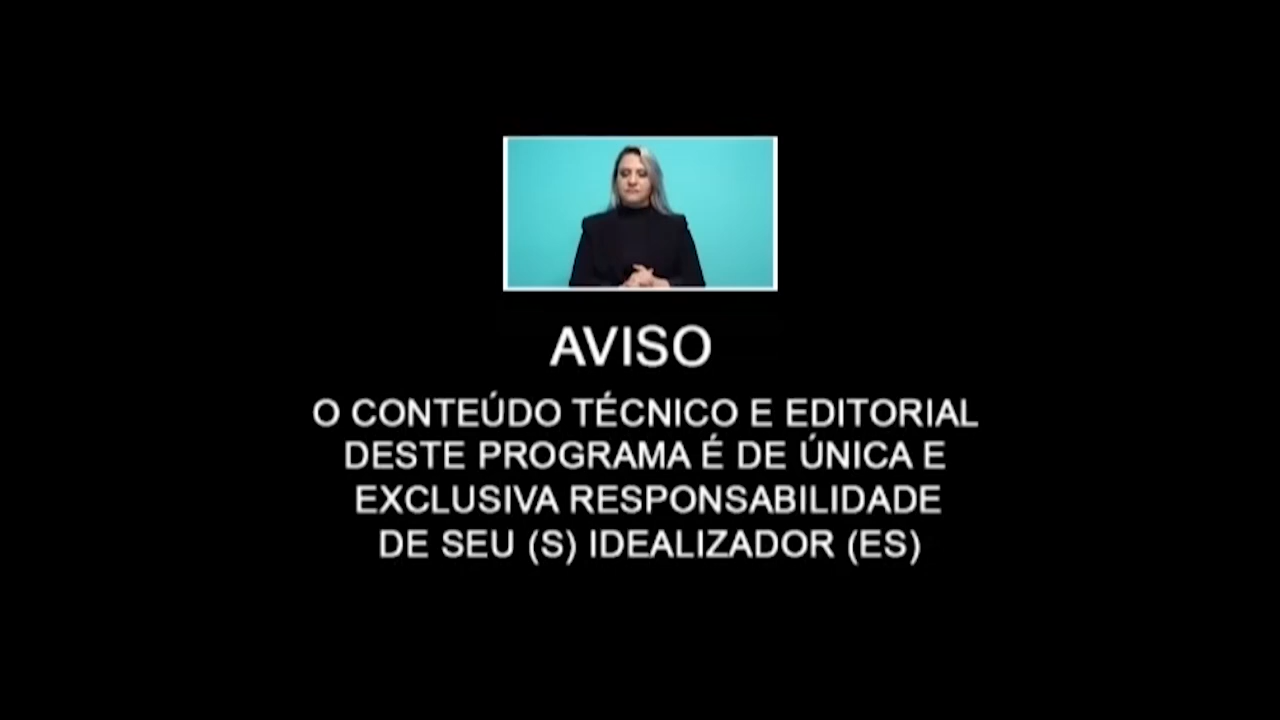 AVISO
O CONTEÚDO TÉCNICO E EDITORIAL
DESTE PROGRAMA É DE ÚNICA E
EXCLUSIVA RESPONSABILIDADE
DE SEU (S) IDEALIZADOR (ES)